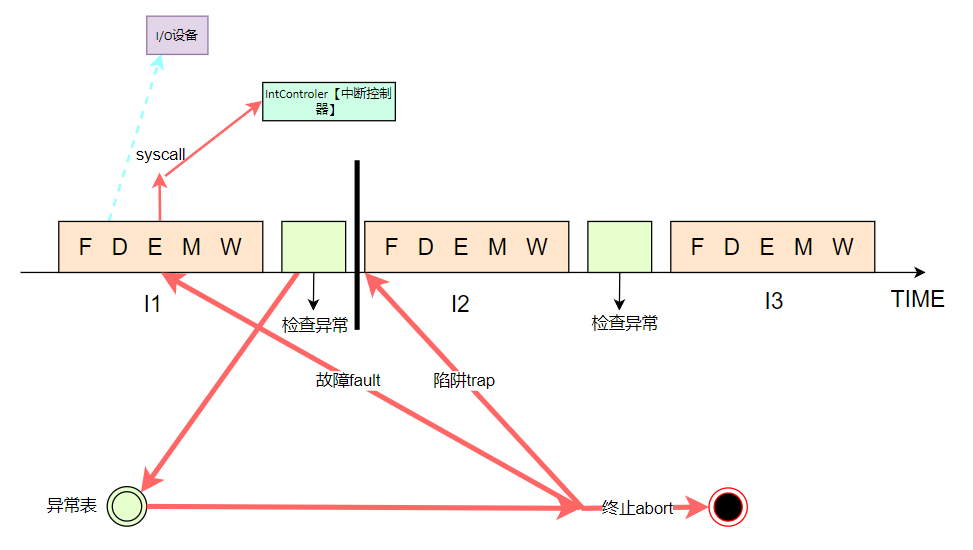 I/O设备
IntControler【中断控制
器】
syscall
F D E M W
F D E M W
F D E M W
I1
I2
I3
TIME
检查异常
检查异常
故障fault
陷阱trap
异常表
终止abort